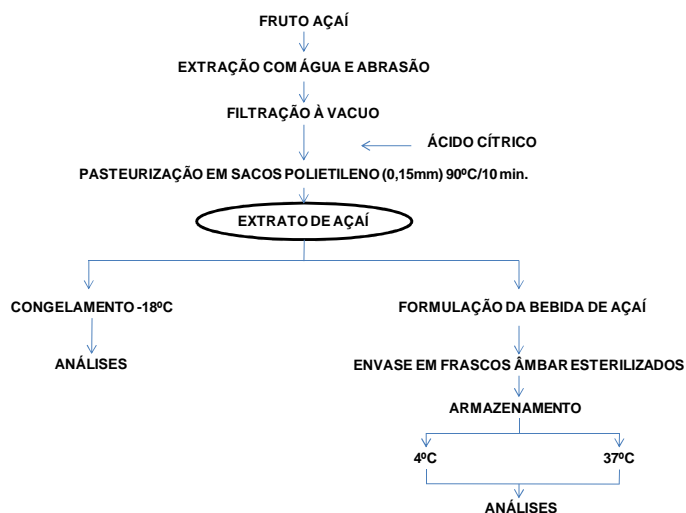 FRUTO AÇAÍ
EXTRAÇÃO COM ÁGUA E ABRASÃO
FILTRAÇÃO À VACUO
ÁCIDO CÍTRICO
PASTEURIZAÇÃO EM SACOS POLIETILENO (0,15mm) 90ºC/10 min.
EXTRATO DE AÇAÍ
CONGELAMENTO -18ºC
FORMULAÇÃO DA BEBIDA DE AÇAÍ
ANÁLISES
ENVASE EM FRASCOS ÂMBAR ESTERILIZADOS
ARMAZENAMENTO
4ºC
37ºC
ANÁLISES